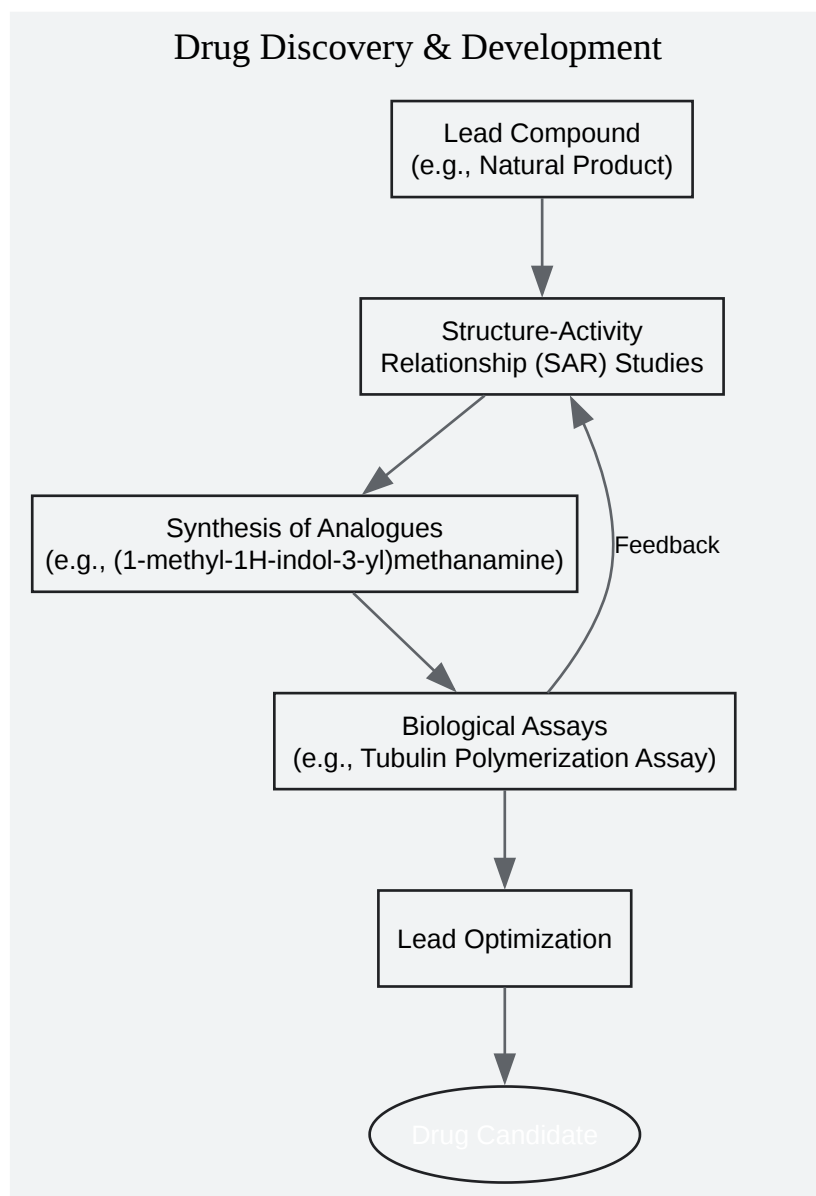 Drug Discovery & Development
Lead Compound
(e.g., Natural Product)
Structure-Activity
Relationship (SAR) Studies
Synthesis of Analogues
(e.g., (1-methyl-1H-indol-3-yl)methanamine)
Feedback
Biological Assays
(e.g., Tubulin Polymerization Assay)
Lead Optimization
Drug Candidate